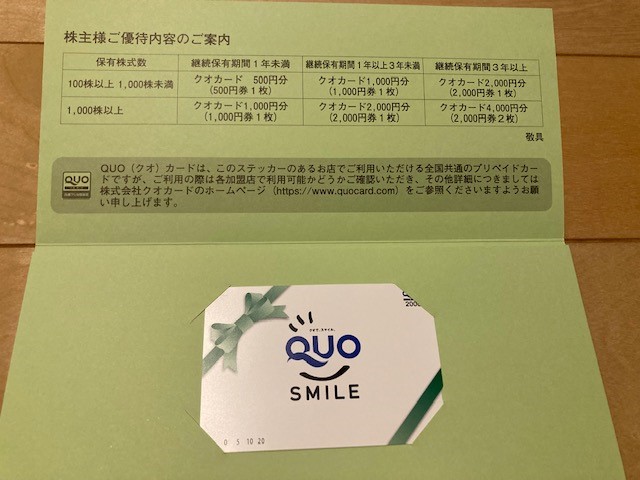 株主様ご優待内容のご案内
保有株式数 継続保有期間1年未満 継続保有期間1年以上3年未満 継続保有期間3年以上
100株以上 1,000株未満 クオカード 500円分 クオカード1,000円分 クオカード2,000円分
(500円券1枚) (1,000円券1枚) (2,000円券1枚)
1,000株以上 クオカード1,000円分 クオカード2,000円分 クオカード4,000円分
(1,000円券1枚) (2,000円券1枚) (2,000円券2枚)
敬具
QUO
QUO(クオ)カードは、このステッカーのあるお店でご利用いただける全国共通のプリペイドカー
ドですが、ご利用の際は各加盟店で利用可能かどうかご確認いただき、その他詳細につきましては
株式会社クオカードのホームページ(https://www.quocard.com)をご参照くださいますようお願
い申し上げます。
QUO
SMILE
0 5 10 20